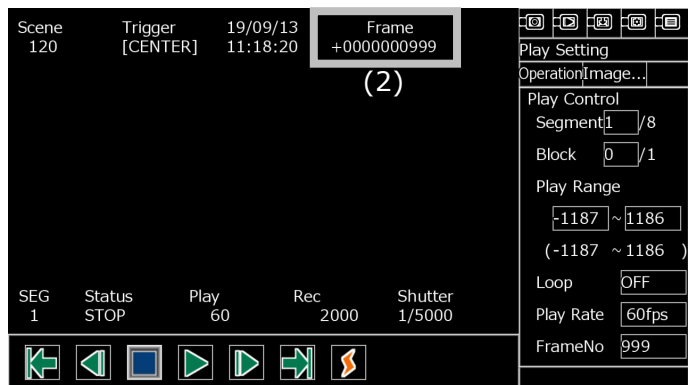 Scene Trigger 19/09/13 Frame
120 [CENTER] 11:18:20 +0000000999
(2)
SEG Status Play Rec Shutter
1 STOP 60 2000 1/5000
Play Setting
Operation Image...
Play Control
Segment 1 /8
Block 0 /1
Play Range
-1187 ~ 1186
(-1187 ~ 1186 )
Loop OFF
Play Rate 60fps
FrameNo 999